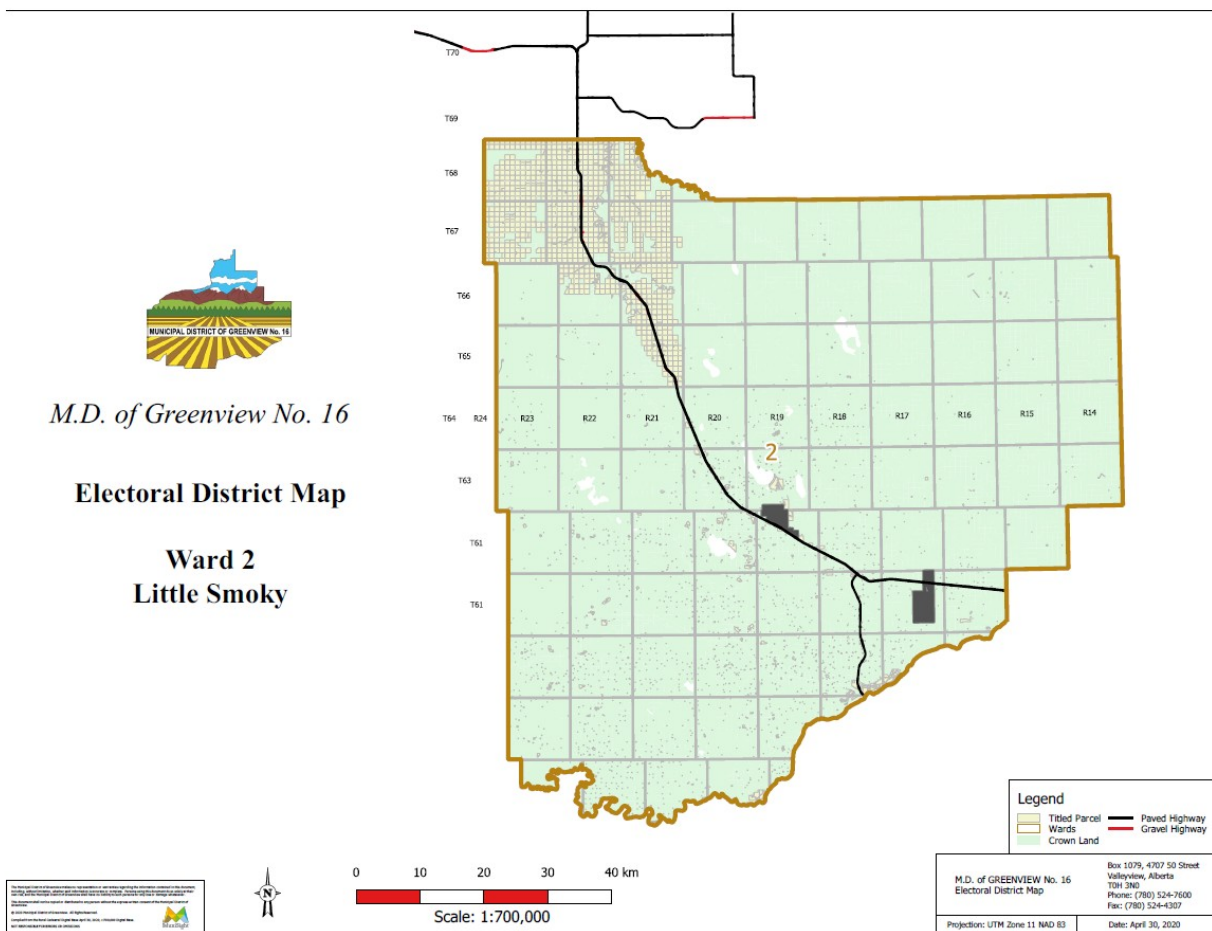 T70
T69
T68
T67
T66
T65
T64 R24 R23 R22 R21 R20 R19 R18 R17 R16 R15 R14
2
T63
T61
T61
MUNICIPAL DISTRICT OF GREENVIEW No. 16
M.D. of Greenview No. 16
Electoral District Map
Ward 2
Little Smoky
Legend
Titled Parcel
Wards
Crown Land
Paved Highway
Gravel Highway
N
0 10 20 30 40 km
Scale: 1:700,000
M.D. of GREENVIEW No. 16
Electoral District Map
Box 1079, 4707 50 Street
Valleyview, Alberta
T0H 3N0
Phone: (780) 524-7600
Fax: (780) 524-4307
Projection: UTM Zone 11 NAD 83
Date: April 30, 2020